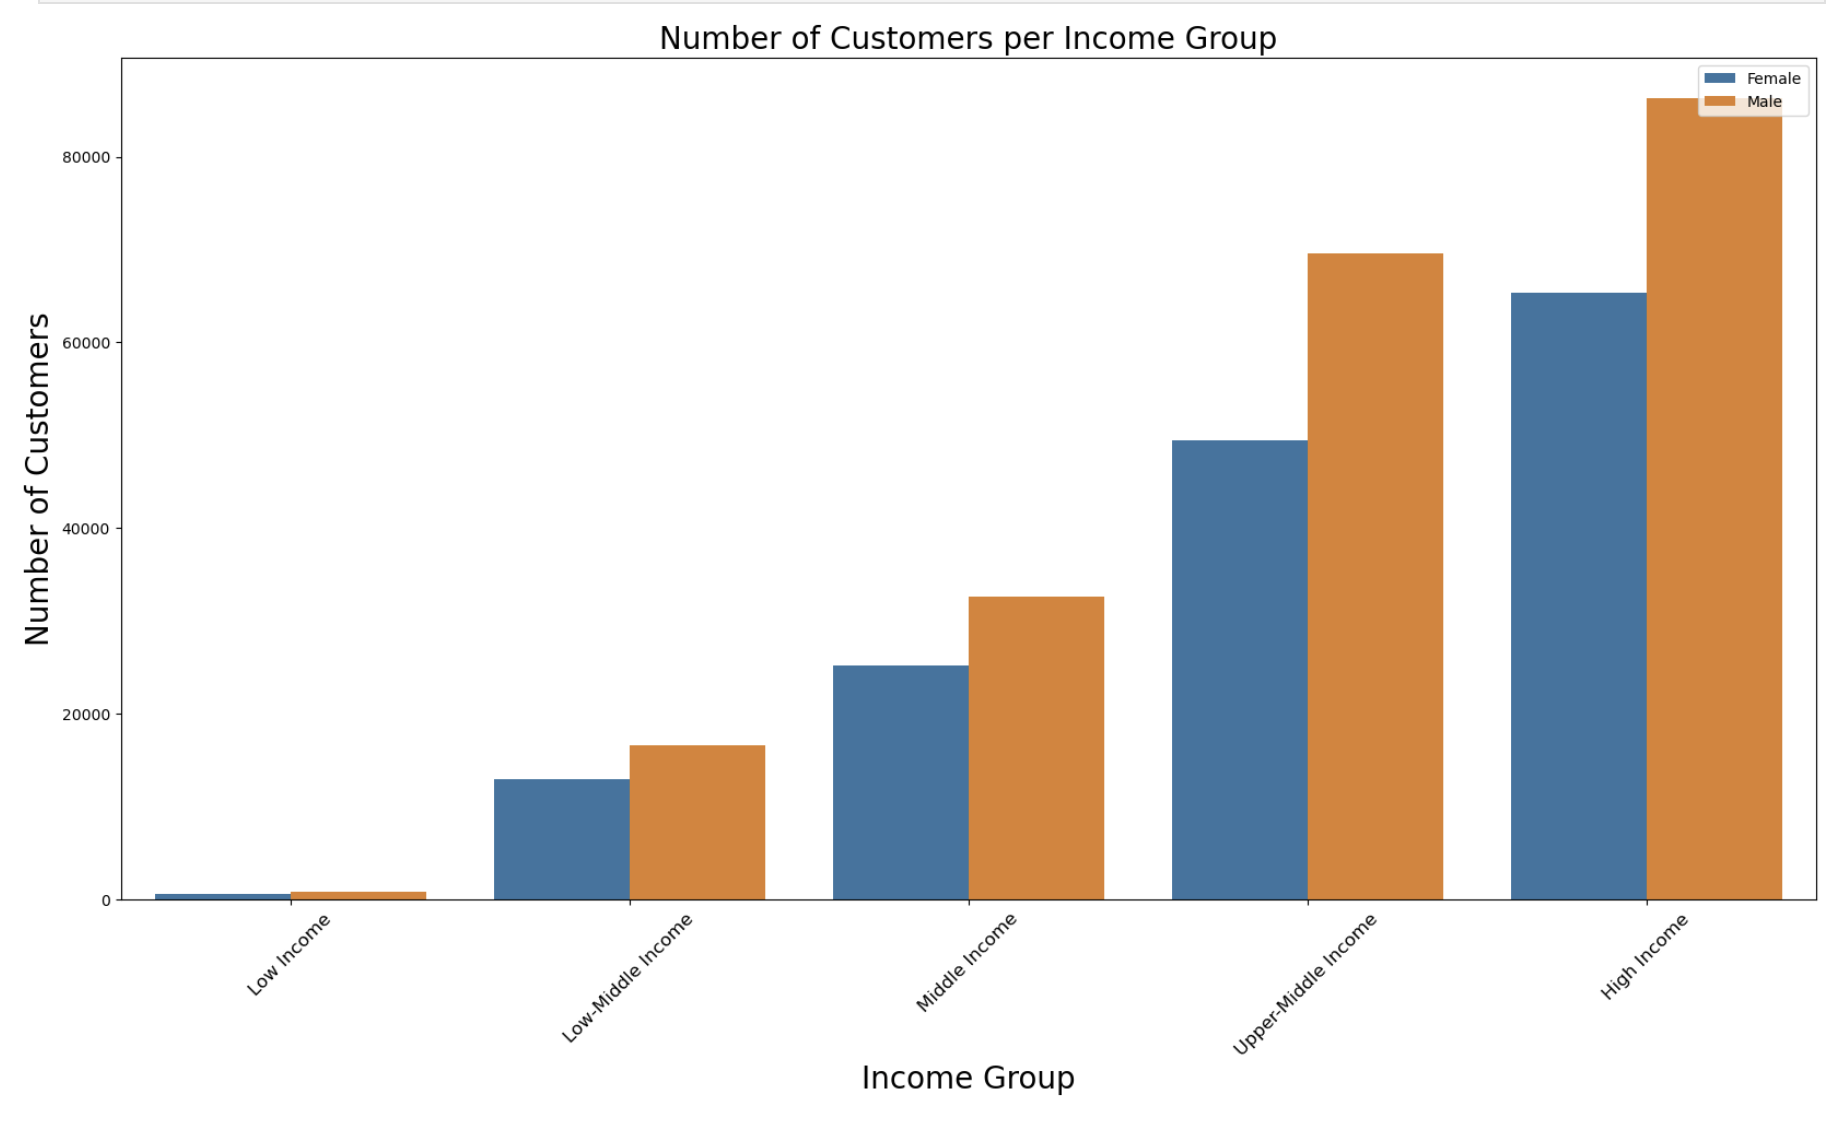 Number of Customers per Income Group
Female
Male
Number of Customers
80000
60000
40000
20000
0
Low Income
Low-Middle Income
Middle Income
Upper-Middle Income
High Income
Income Group